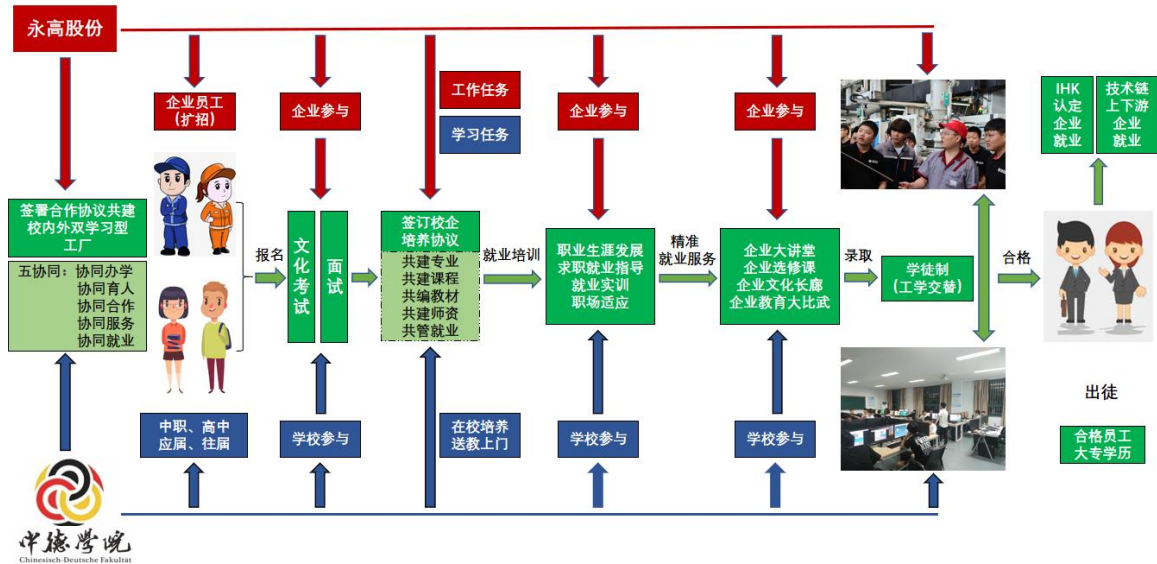 永高股份
企业员工
(扩招)
企业参与
工作任务
学习任务
企业参与
企业参与
IHK
认定
企业
就业
技术链
上下游
企业
就业
签署合作协议共建
校内外双学习型
工厂
五协同：协同办学
协同育人
协同合作
协同服务
协同就业
报名
文化考试
面试
签订校企
培养协议
共建专业
共建课程
共编教材
共建师资
共管就业
就业培训
职业生涯发展
求职就业指导
就业实训
职场适应
精准
就业服务
企业大讲堂
企业选修课
企业文化长廊
企业教育大比武
录取
学徒制
(工学交替)
合格
出徒
合格员工
大专学历
中职、高中
应届、往届
学校参与
在校培养
送教上门
学校参与
学校参与
中德学院
Chinesisch-Deutsche Fakultät